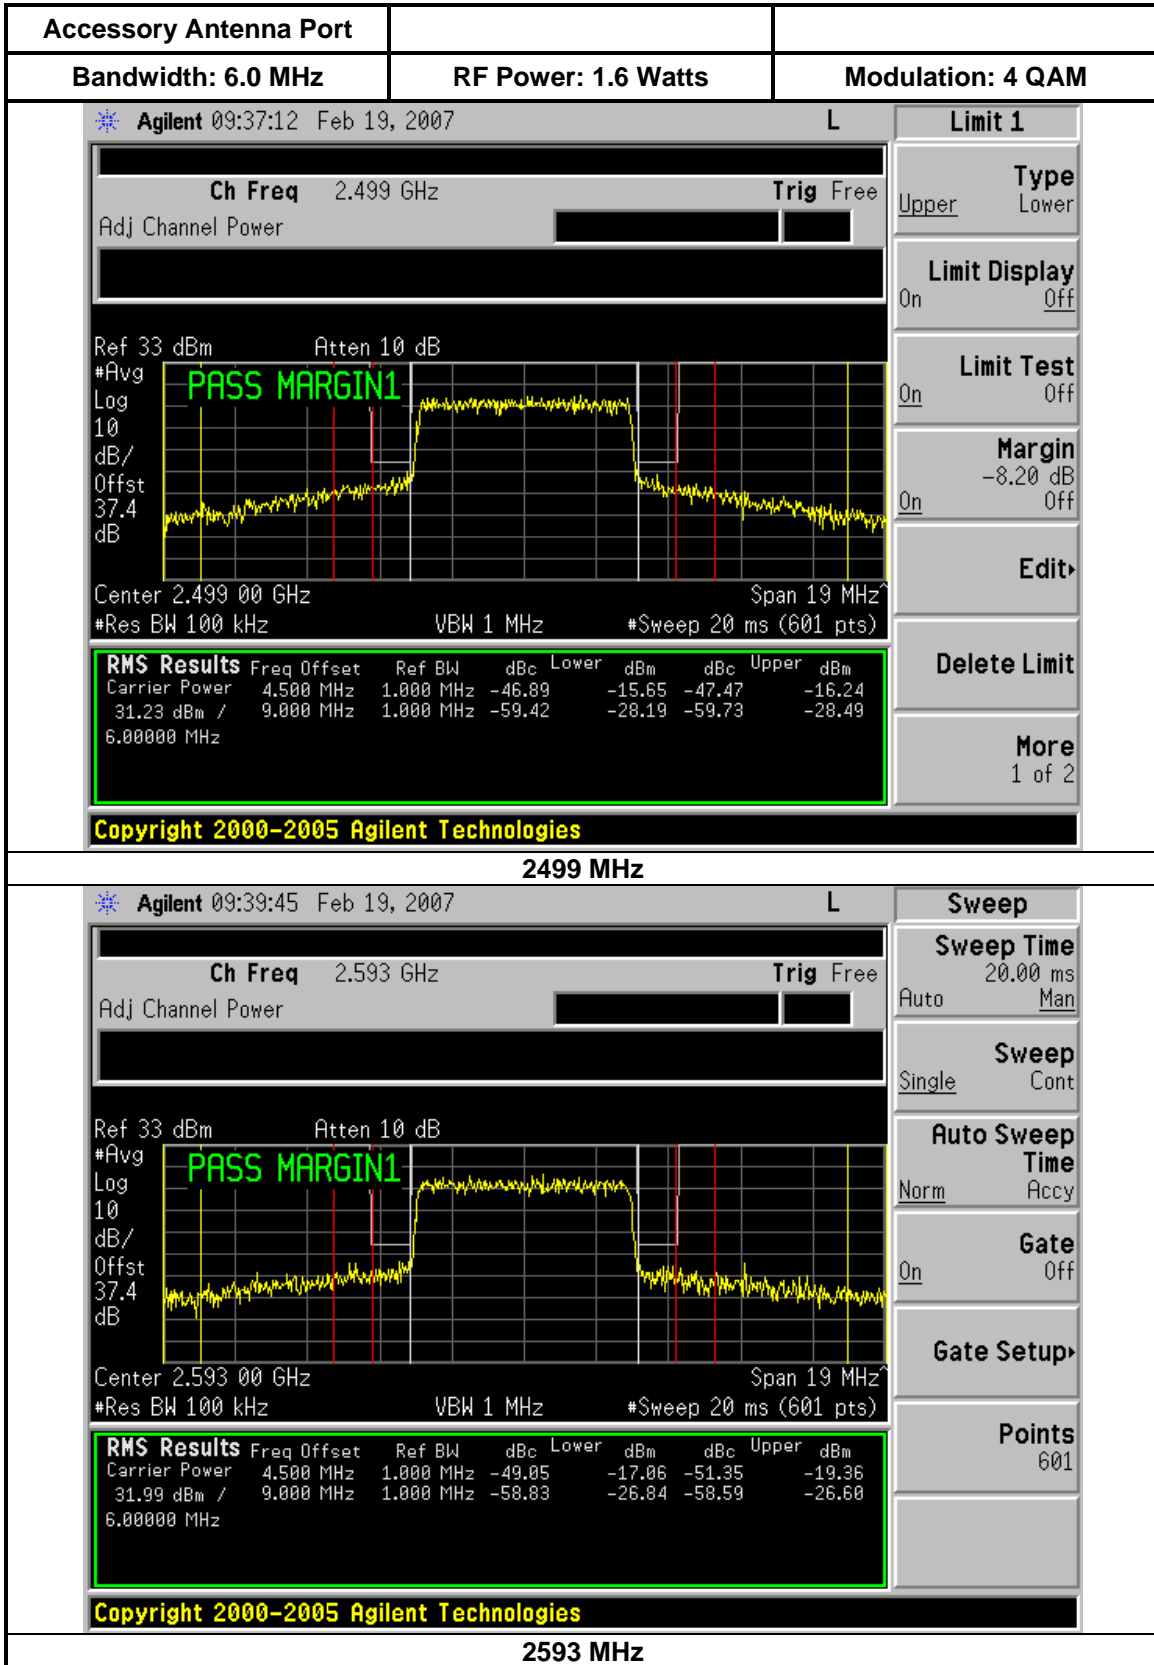 Accessory Antenna Port
Bandwidth: 6.0 MHz RF Power: 1.6 Watts Modulation: 4 QAM
Agilent 09:37:12 Feb 19, 2007 L
Limit 1
Ch Freq 2.499 GHz Trig Free
Adj Channel Power
Type
Upper Lower
Limit Display
On Off
Limit Test
On Off
Margin
-8.20 dB
On Off
Edit
Delete Limit
More
1 of 2
Ref 33 dBm Atten 10 dB
#Avg
Log
10
dB/
Offst
37.4
dB
PASS MARGIN1
Center 2.499 00 GHz Span 19 MHz^
#Res BW 100 kHz VBW 1 MHz #Sweep 20 ms (601 pts)
RMS Results Freq Offset Ref BW dBc Lower dBm dBc Upper dBm
Carrier Power 4.500 MHz 1.000 MHz -46.89 -15.65 -47.47 -16.24
31.23 dBm / 9.000 MHz 1.000 MHz -59.42 -28.19 -59.73 -28.49
6.00000 MHz
Copyright 2000-2005 Agilent Technologies
2499 MHz
Agilent 09:39:45 Feb 19, 2007 L
Sweep
Ch Freq 2.593 GHz Trig Free
Adj Channel Power
Sweep Time
20.00 ms
Auto Man
Sweep
Single Cont
Auto Sweep
Time
Norm Accy
Gate
On Off
Gate Setup
Points
601
Ref 33 dBm Atten 10 dB
#Avg
Log
10
dB/
Offst
37.4
dB
PASS MARGIN1
Center 2.593 00 GHz Span 19 MHz^
#Res BW 100 kHz VBW 1 MHz #Sweep 20 ms (601 pts)
RMS Results Freq Offset Ref BW dBc Lower dBm dBc Upper dBm
Carrier Power 4.500 MHz 1.000 MHz -49.05 -17.06 -51.35 -19.36
31.99 dBm / 9.000 MHz 1.000 MHz -58.83 -26.84 -58.59 -26.60
6.00000 MHz
Copyright 2000-2005 Agilent Technologies
2593 MHz